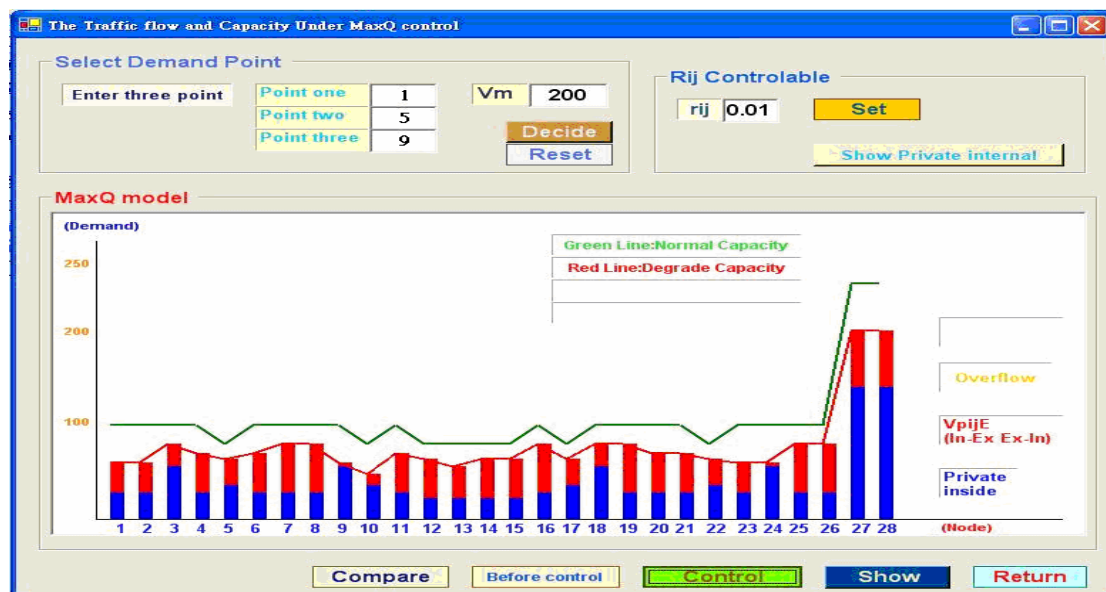 The Traffic flow and Capacity Under MaxQ control
Select Demand Point
Enter three point
Point one 1
Point two 5
Point three 9
Vm 200
Decide
Reset
Rij Controlable
rij 0.01
Set
Show Private internal
MaxQ model
(Demand)
250
200
100
Green Line:Normal Capacity
Red Line:Degrade Capacity
Overflow
VpijE
(In-Ex Ex-In)
Private
inside
1 2 3 4 5 6 7 8 9 10 11 12 13 14 15 16 17 18 19 20 21 22 23 24 25 26 27 28 (Node)
Compare Before control Control Show Return